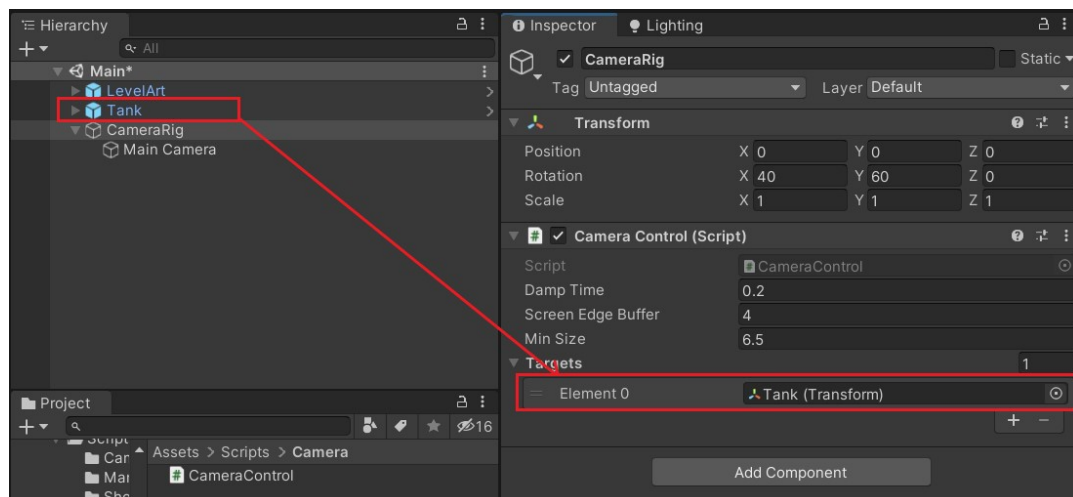 Hierarchy
All
Main*
LevelArt
Tank
CameraRig
Main Camera
Project
16
Assets > Scripts > Camera
CameraControl
Inspector
Lighting
CameraRig
Static
Tag Untagged
Layer Default
Transform
Position X 0 Y 0 Z 0
Rotation X 40 Y 60 Z 0
Scale X 1 Y 1 Z 1
Camera Control (Script)
Script CameraControl
Damp Time 0.2
Screen Edge Buffer 4
Min Size 6.5
Targets 1
Element 0 Tank (Transform)
Add Component